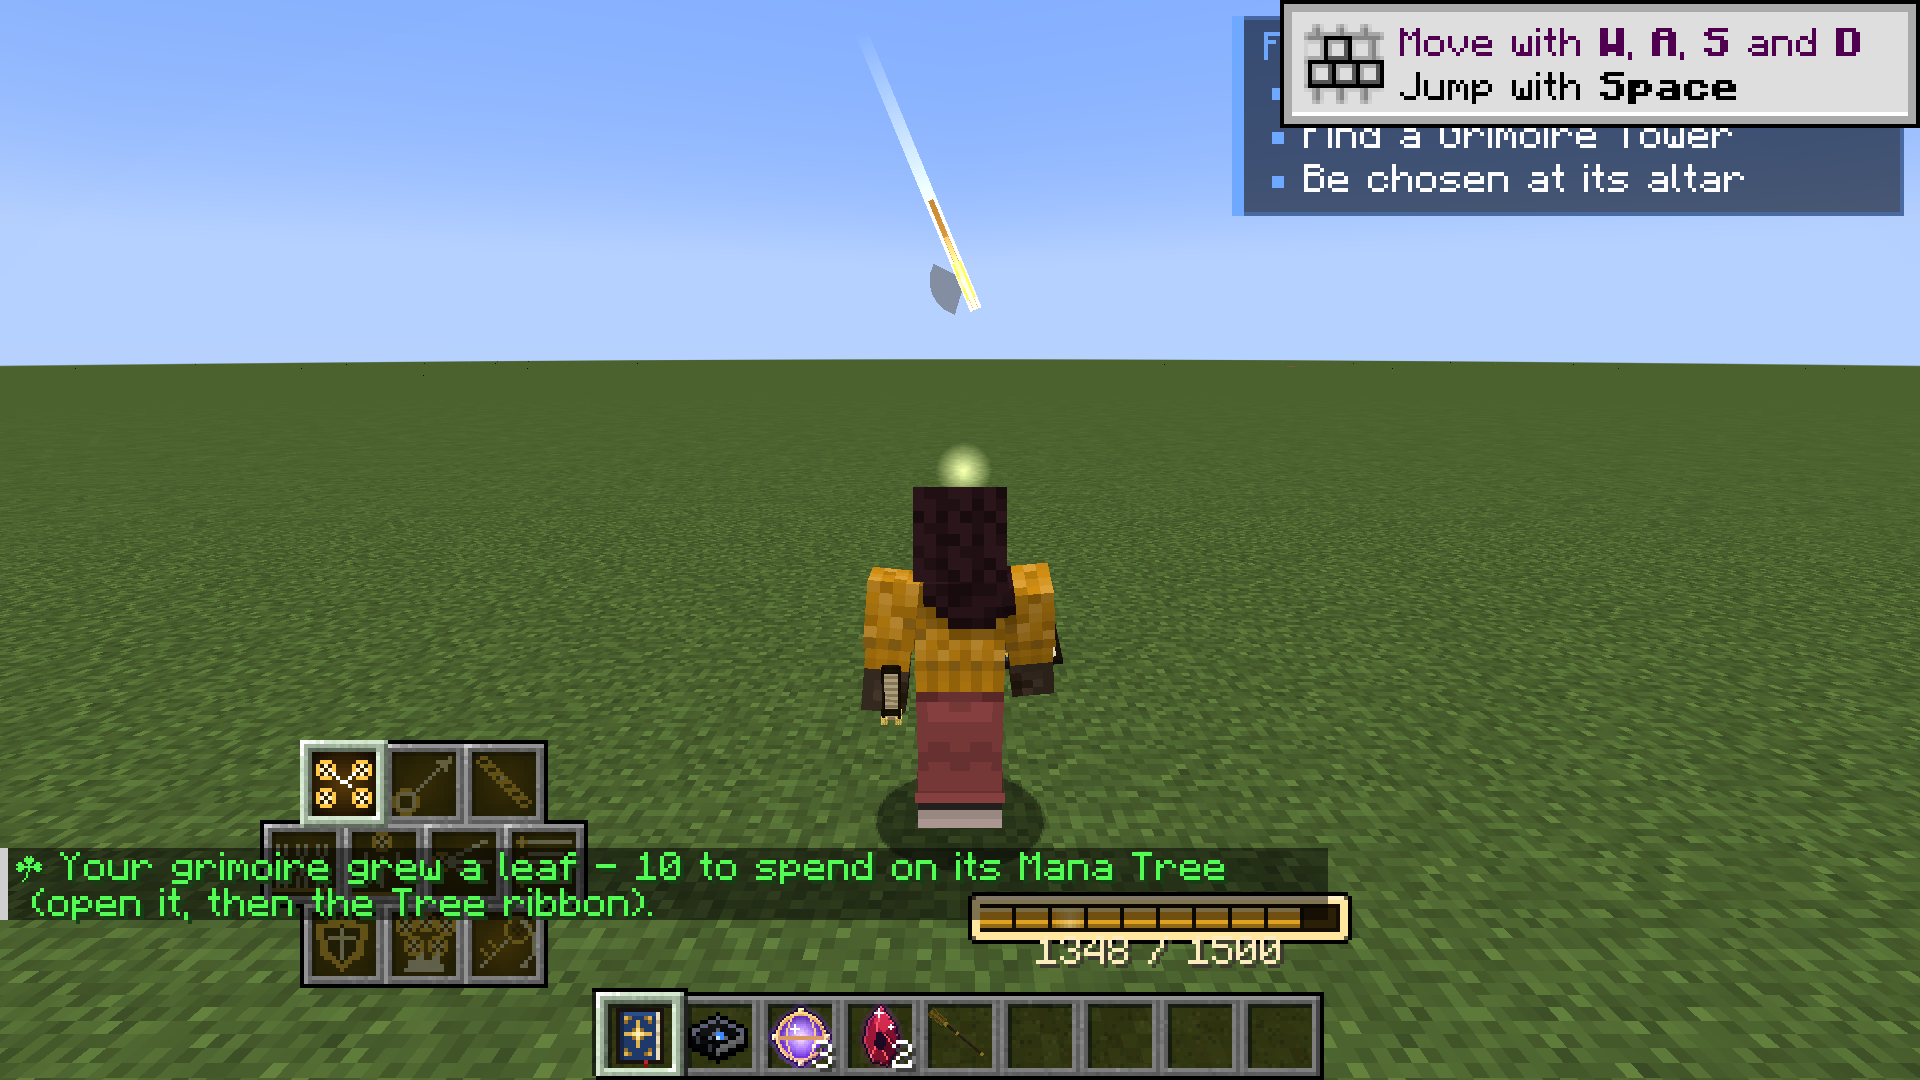 Move with W, A, S and D
Jump with Space
Find a Grimoire Tower
Be chosen at its altar
Your grimoire grew a leaf - 10 to spend on its Mana Tree
(open it, then the Tree ribbon).
1348 / 1500
3
2